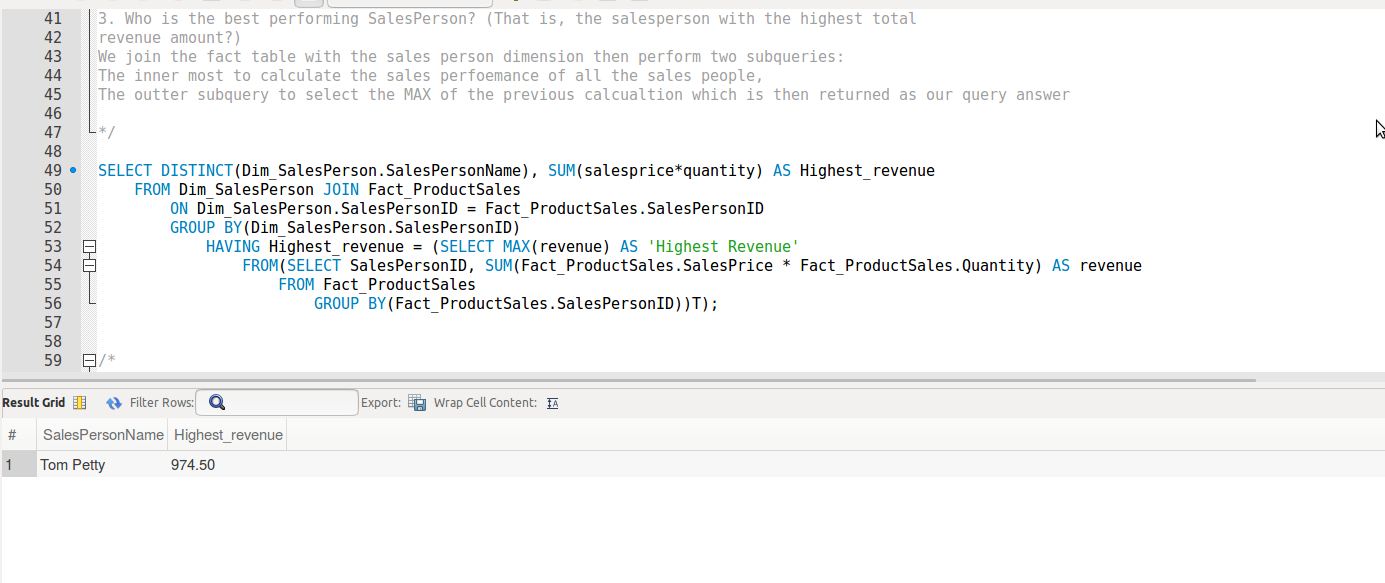 41 3. Who is the best performing SalesPerson? (That is, the salesperson with the highest total
42 revenue amount?)
43 We join the fact table with the sales person dimension then perform two subqueries:
44 The inner most to calculate the sales perfoemance of all the sales people,
45 The outter subquery to select the MAX of the previous calcualtion which is then returned as our query answer
46
47 */
48
49 SELECT DISTINCT(Dim_SalesPerson.SalesPersonName), SUM(salesprice*quantity) AS Highest_revenue
50 FROM Dim_SalesPerson JOIN Fact_ProductSales
51 ON Dim_SalesPerson.SalesPersonID = Fact_ProductSales.SalesPersonID
52 GROUP BY(Dim_SalesPerson.SalesPersonID)
53 HAVING Highest_revenue = (SELECT MAX(revenue) AS 'Highest Revenue'
54 FROM(SELECT SalesPersonID, SUM(Fact_ProductSales.SalesPrice * Fact_ProductSales.Quantity) AS revenue
55 FROM Fact_ProductSales
56 GROUP BY(Fact_ProductSales.SalesPersonID))T);
57
58
59 /*
Result Grid Filter Rows: Export: Wrap Cell Content: IA
# SalesPersonName Highest_revenue
1 Tom Petty 974.50